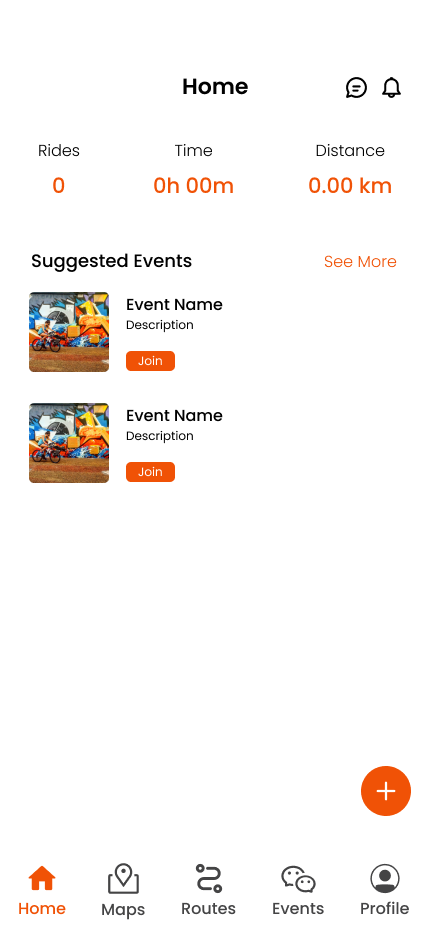 Home
Rides Time Distance
0 0h 00m 0.00 km
Suggested Events See More
Event Name
Description
Join
Event Name
Description
Join
Home Maps Routes Events Profile